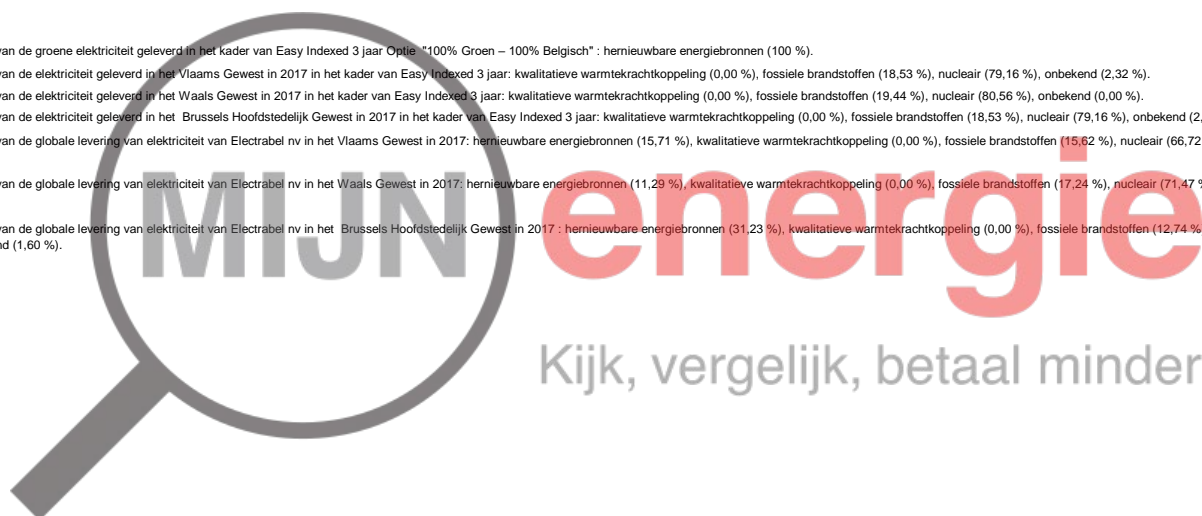 van de groene elektriciteit geleverd in het kader van Easy Indexed 3 jaar Optie "100% Groen – 100% Belgisch" : hernieuwbare energiebronnen (100 %).
van de elektriciteit geleverd in het Vlaams Gewest in 2017 in het kader van Easy Indexed 3 jaar: kwalitatieve warmtekrachtkoppeling (0,00 %), fossiele brandstoffen (18,53 %), nucleair (79,16 %), onbekend (2,32 %).
van de elektriciteit geleverd in het Waals Gewest in 2017 in het kader van Easy Indexed 3 jaar: kwalitatieve warmtekrachtkoppeling (0,00 %), fossiele brandstoffen (19,44 %), nucleair (80,56 %), onbekend (0,00 %).
van de elektriciteit geleverd in het Brussels Hoofdstedelijk Gewest in 2017 in het kader van Easy Indexed 3 jaar: kwalitatieve warmtekrachtkoppeling (0,00 %), fossiele brandstoffen (18,53 %), nucleair (79,16 %), onbekend (2,
van de globale levering van elektriciteit van Electrabel nv in het Vlaams Gewest in 2017: hernieuwbare energiebronnen (15,71 %), kwalitatieve warmtekrachtkoppeling (0,00 %), fossiele brandstoffen (15,62 %), nucleair (66,72
van de globale levering van elektriciteit van Electrabel nv in het Waals Gewest in 2017: hernieuwbare energiebronnen (11,29 %), kwalitatieve warmtekrachtkoppeling (0,00 %), fossiele brandstoffen (17,24 %), nucleair (71,47 %
van de globale levering van elektriciteit van Electrabel nv in het Brussels Hoofdstedelijk Gewest in 2017 : hernieuwbare energiebronnen (31,23 %), kwalitatieve warmtekrachtkoppeling (0,00 %), fossiele brandstoffen (12,74 %
nd (1,60 %).
MIJN energie
Kijk, vergelijk, betaal minder